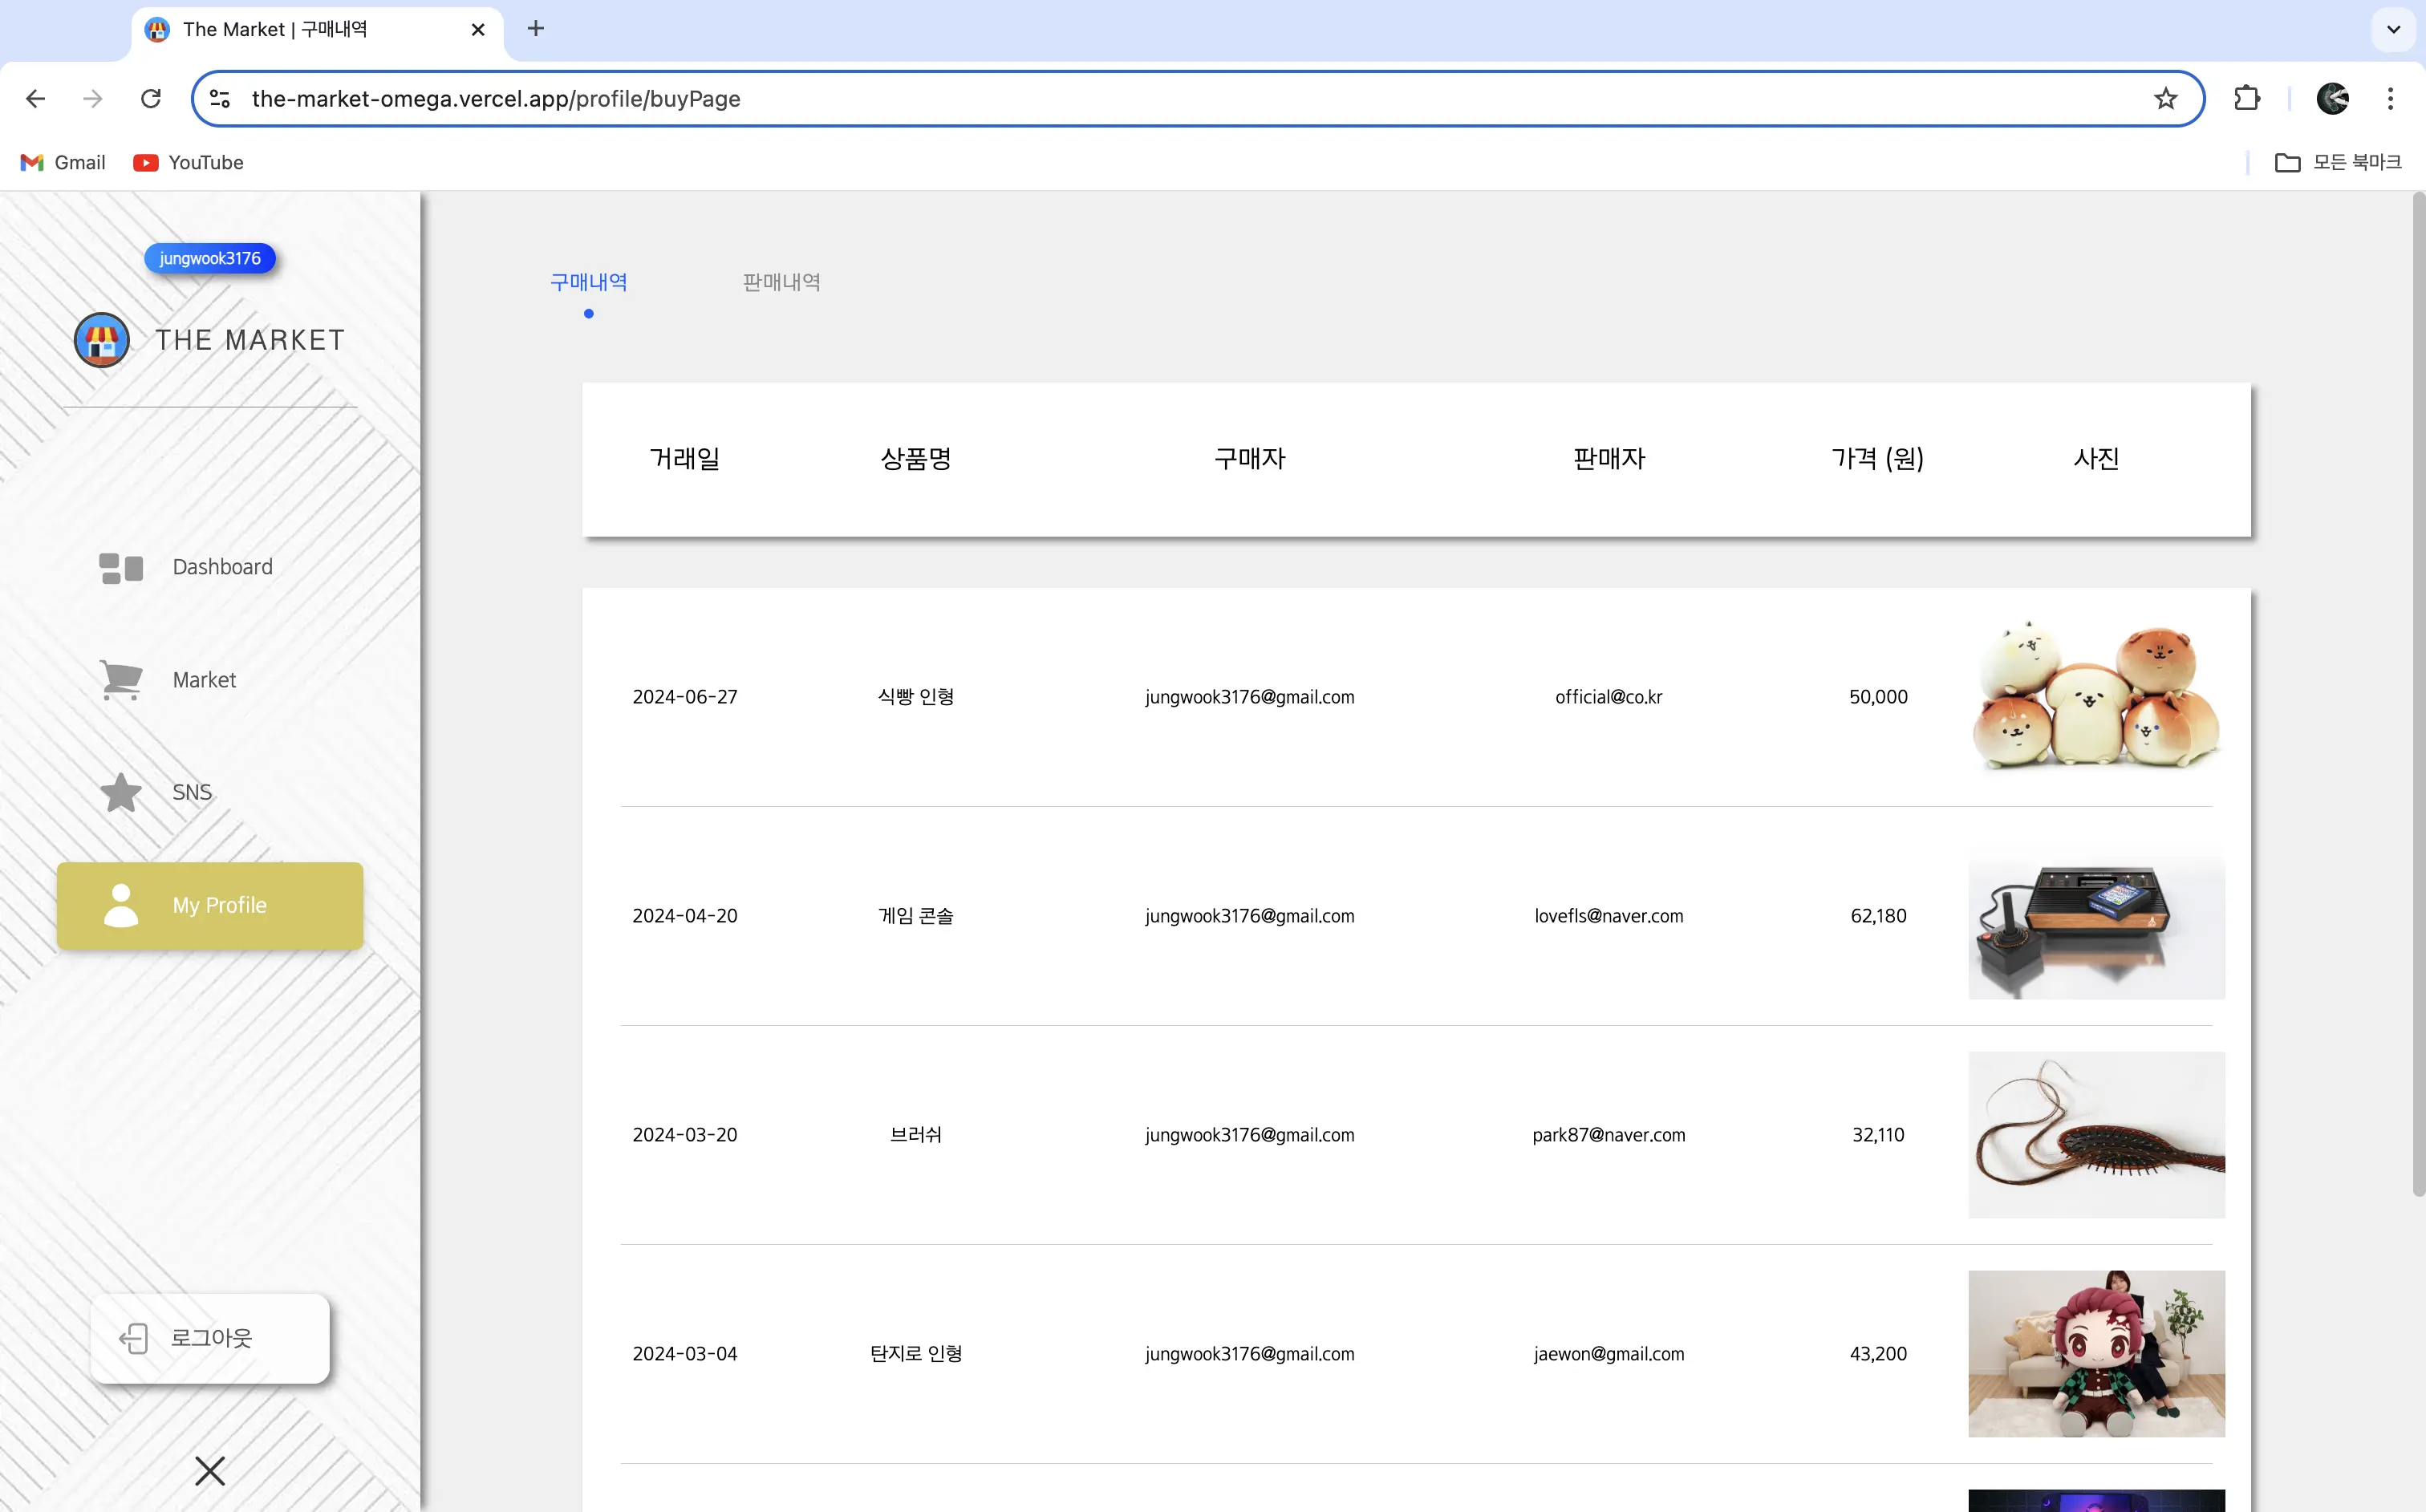 The Market | 구매내역
the-market-omega.vercel.app/profile/buyPage
Gmail YouTube 모든 북마크
jungwook3176
THE MARKET
Dashboard
Market
SNS
My Profile
로그아웃
구매내역 판매내역
거래일 상품명 구매자 판매자 가격 (원) 사진
2024-06-27 식빵 인형 jungwook3176@gmail.com official@co.kr 50,000
2024-04-20 게임 콘솔 jungwook3176@gmail.com lovefls@naver.com 62,180
2024-03-20 브러쉬 jungwook3176@gmail.com park87@naver.com 32,110
2024-03-04 탄지로 인형 jungwook3176@gmail.com jaewon@gmail.com 43,200